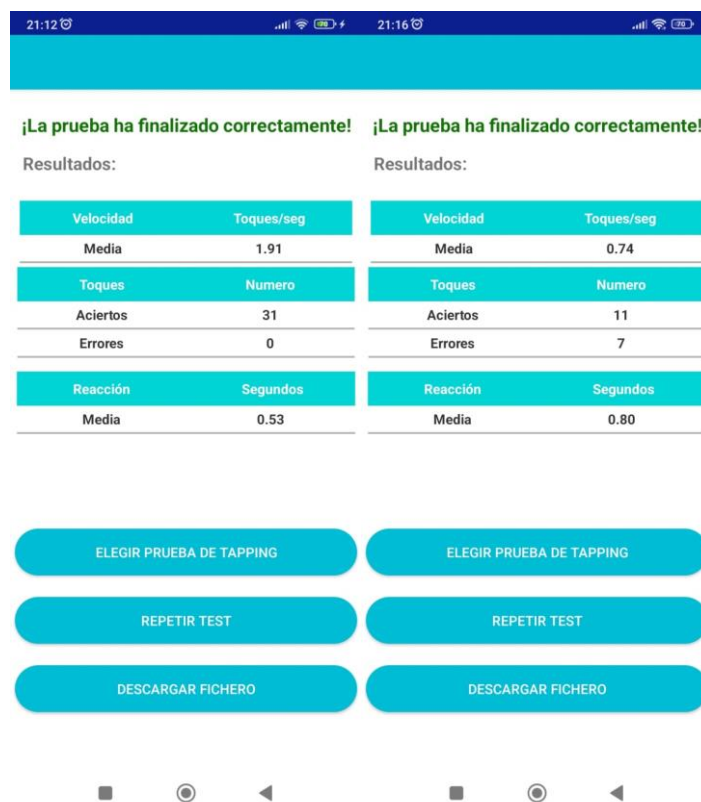 21:12
¡La prueba ha finalizado correctamente!
Resultados:
Velocidad Toques/seg
Media 1.91
Toques Numero
Aciertos 31
Errores 0
Reacción Segundos
Media 0.53
ELEGIR PRUEBA DE TAPPING
REPETIR TEST
DESCARGAR FICHERO
21:16
70
¡La prueba ha finalizado correctamente!
Resultados:
Velocidad Toques/seg
Media 0.74
Toques Numero
Aciertos 11
Errores 7
Reacción Segundos
Media 0.80
ELEGIR PRUEBA DE TAPPING
REPETIR TEST
DESCARGAR FICHERO